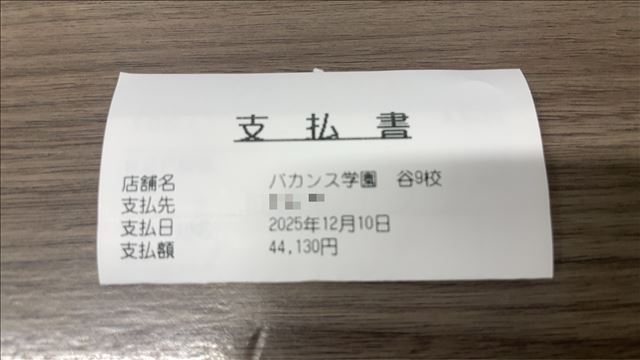 支払書
店舗名 バカンス学園 谷9校
支払先
支払日 2025年12月10日
支払額 44,130円